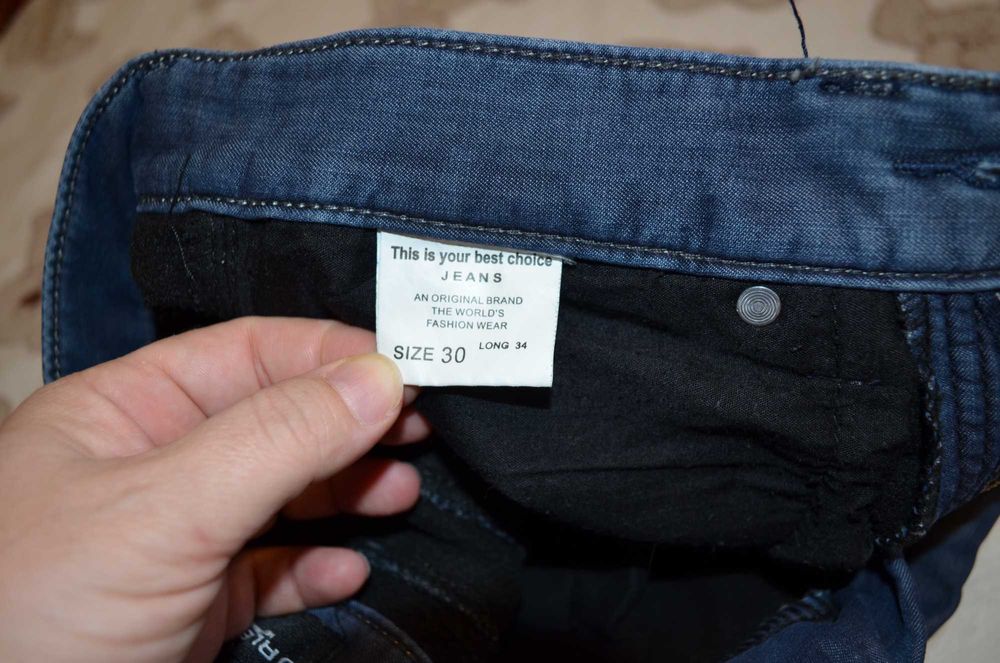 This is your best choice
JEANS
AN ORIGINAL BRAND
THE WORLD'S
FASHION WEAR
SIZE 30 LONG 34